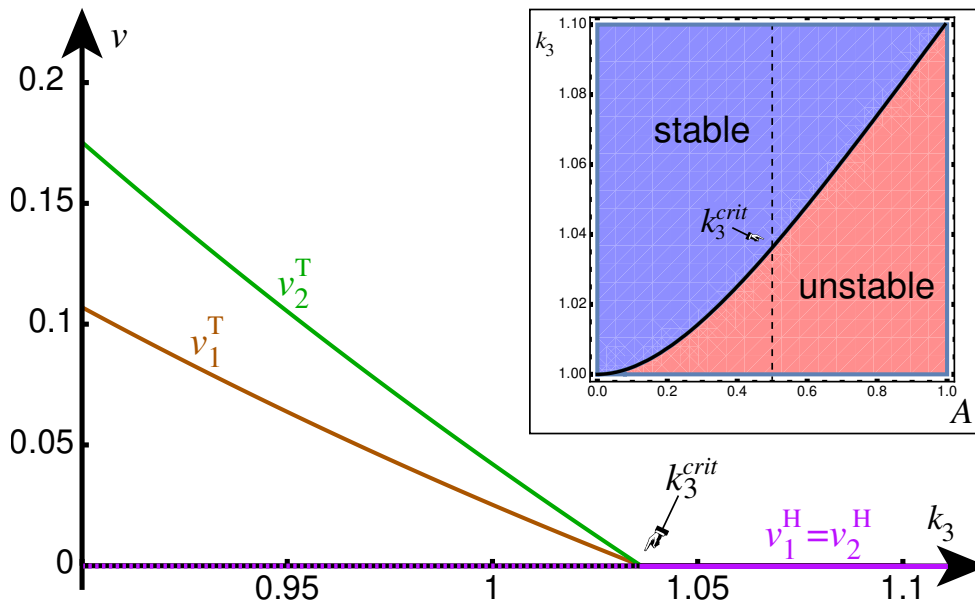 v
0.2
0.15
0.1
0.05
0
0.95
1
1.05
1.1
k₃
v₂ᵀ
v₁ᵀ
k₃ᶜʳⁱᵗ
v₁ᴴ=v₂ᴴ
k₃
1.10
1.08
1.06
1.04
1.02
1.00
0.0
0.2
0.4
0.6
0.8
1.0
A
stable
k₃ᶜʳⁱᵗ
unstable